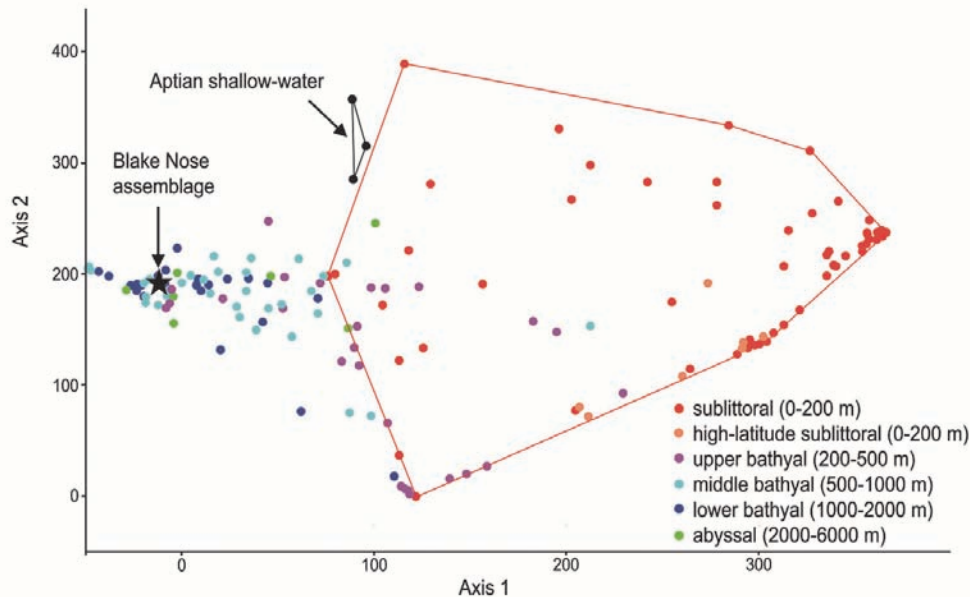 400
Aptian shallow-water
300
Blake Nose
assemblage
Axis 2
200
100
sublittoral (0-200 m)
high-latitude sublittoral (0-200 m)
upper bathyal (200-500 m)
middle bathyal (500-1000 m)
lower bathyal (1000-2000 m)
abyssal (2000-6000 m)
0
0 100 200 300
Axis 1